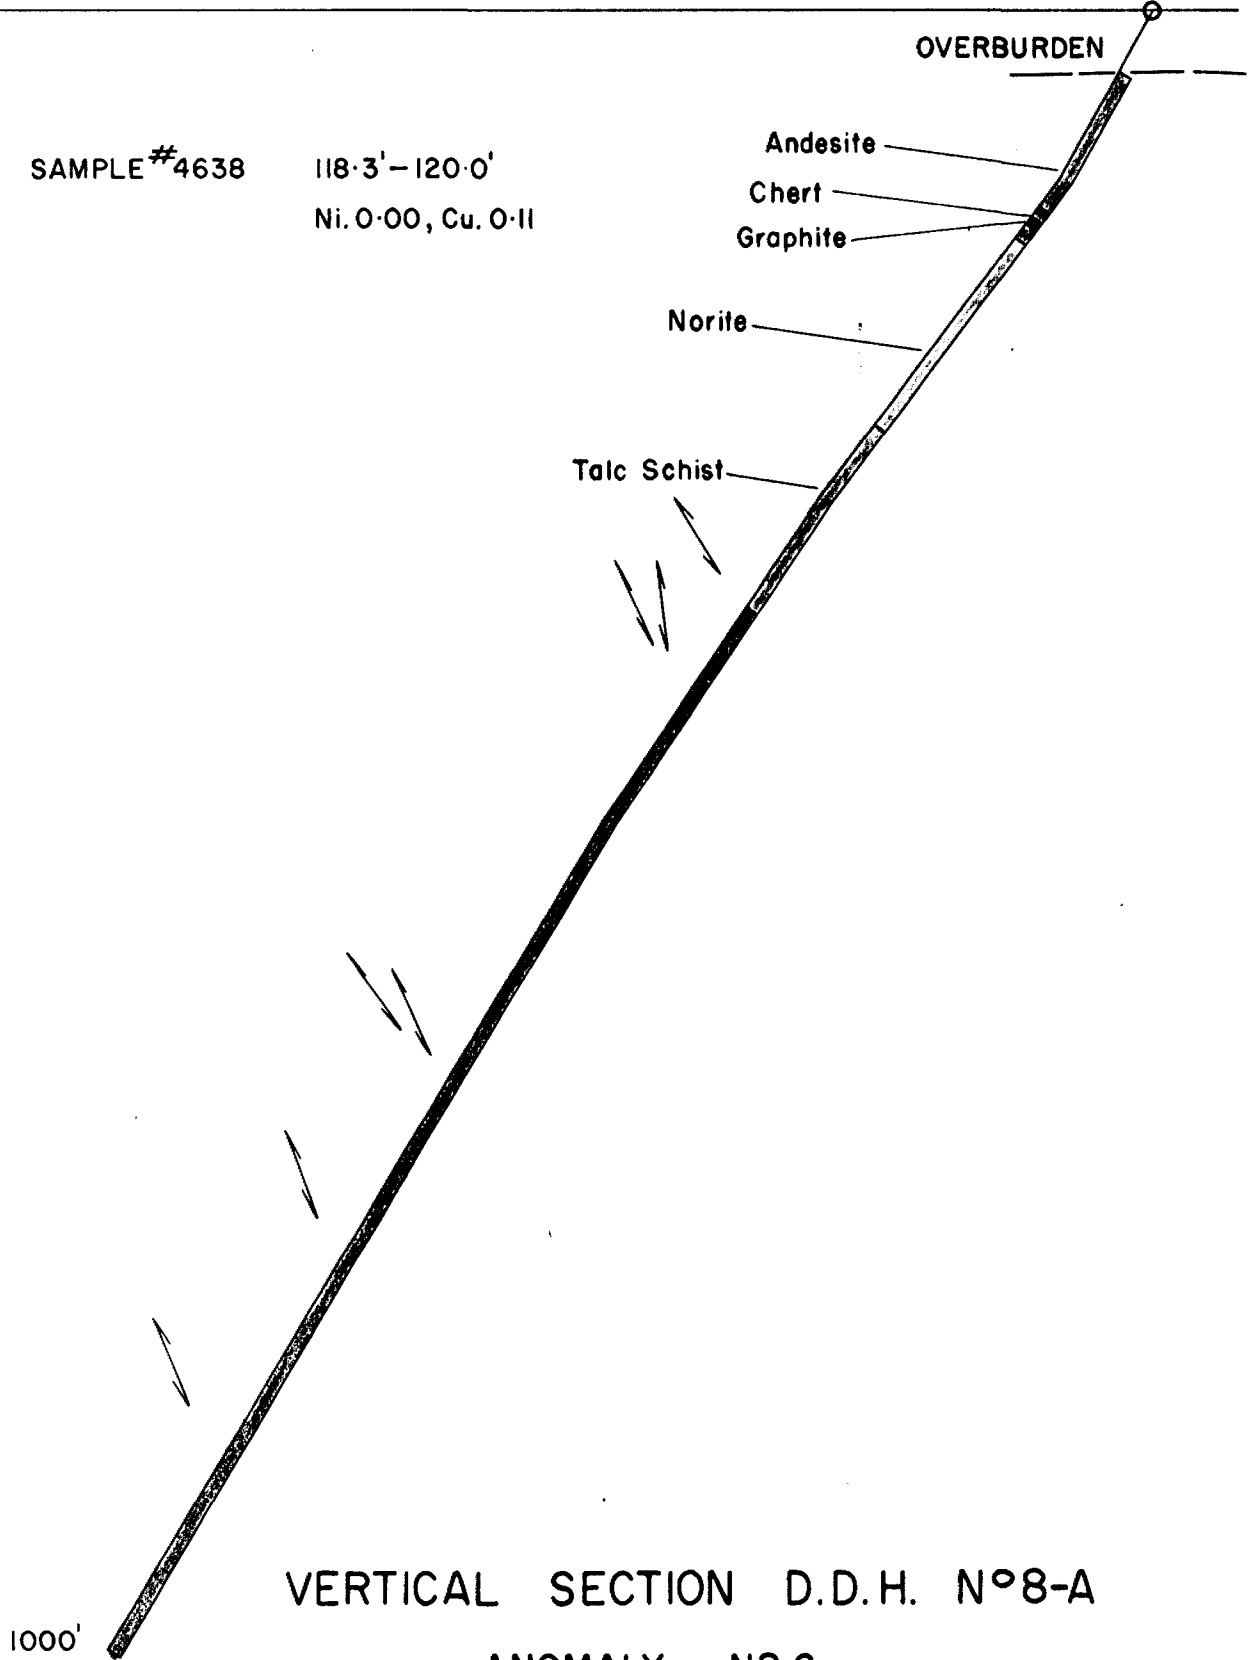 OVERBURDEN
SAMPLE #4638 118·3'-120·0'
Ni. 0·00, Cu. 0·11
Andesite
Chert
Graphite
Norite
Talc Schist
VERTICAL SECTION D.D.H. Nº8-A
1000'
ANOMALY